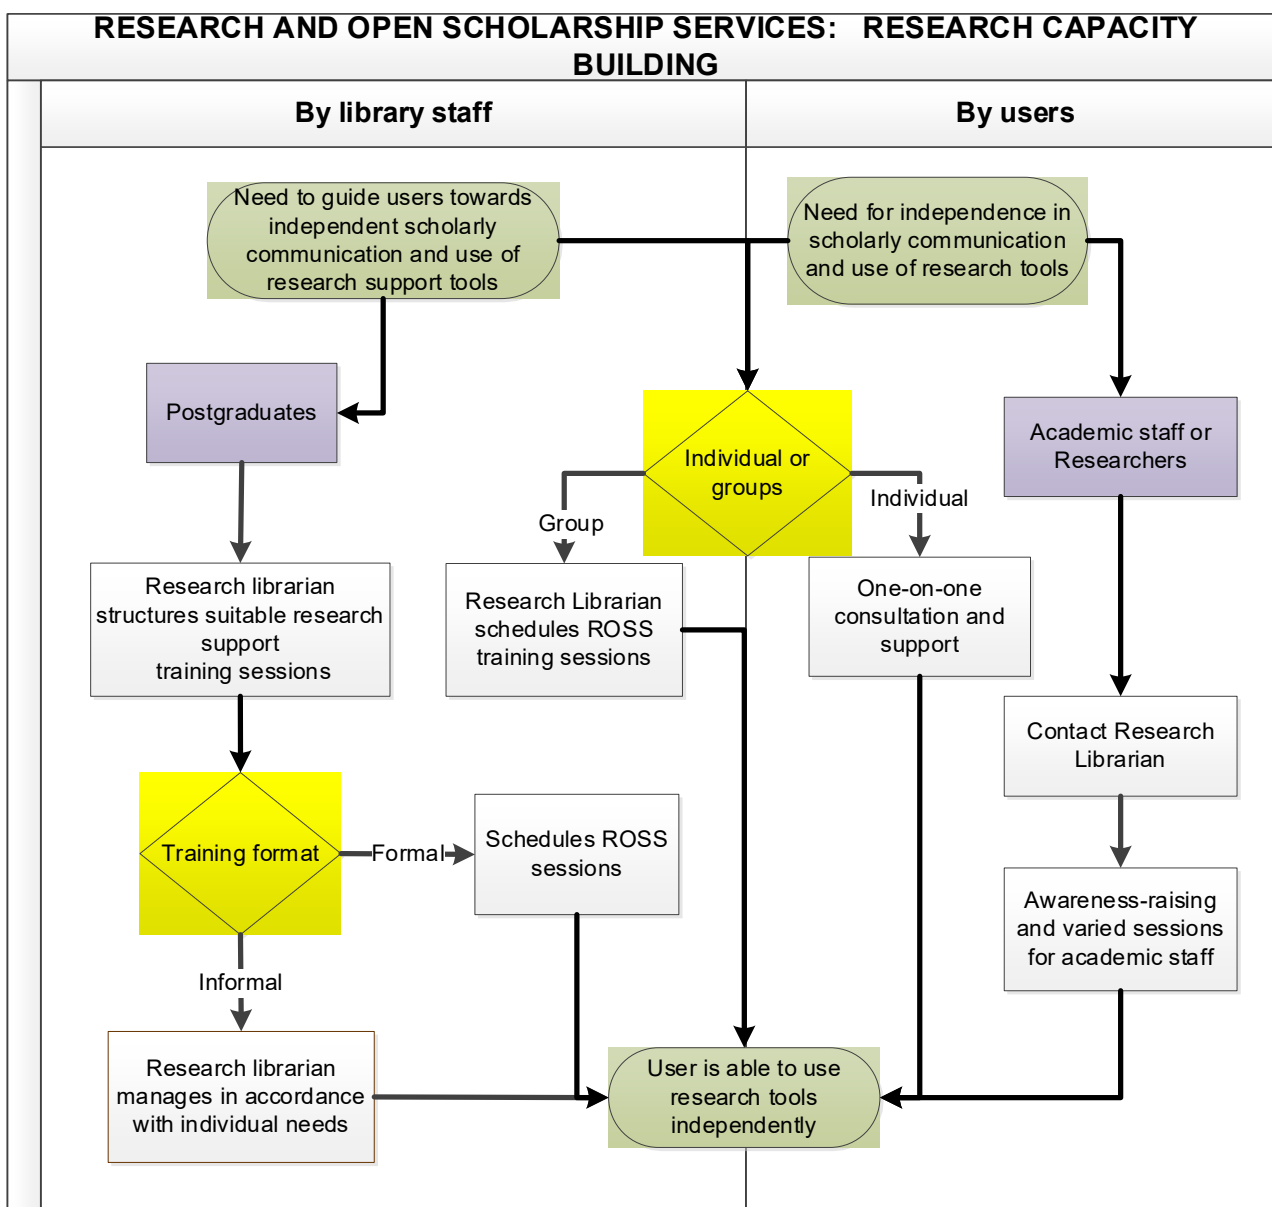 RESEARCH AND OPEN SCHOLARSHIP SERVICES: RESEARCH CAPACITY
BUILDING
By library staff
By users
Need to guide users towards
independent scholarly
communication and use of
research support tools
Need for independence in
scholarly communication
and use of research tools
Postgraduates
Individual or
groups
Academic staff or
Researchers
Group
Individual
Research librarian
structures suitable research
support
training sessions
Research Librarian
schedules ROSS
training sessions
One-on-one
consultation and
support
Contact Research
Librarian
Training format
Formal
Schedules ROSS
sessions
Awareness-raising
and varied sessions
for academic staff
Informal
Research librarian
manages in accordance
with individual needs
User is able to use
research tools
independently